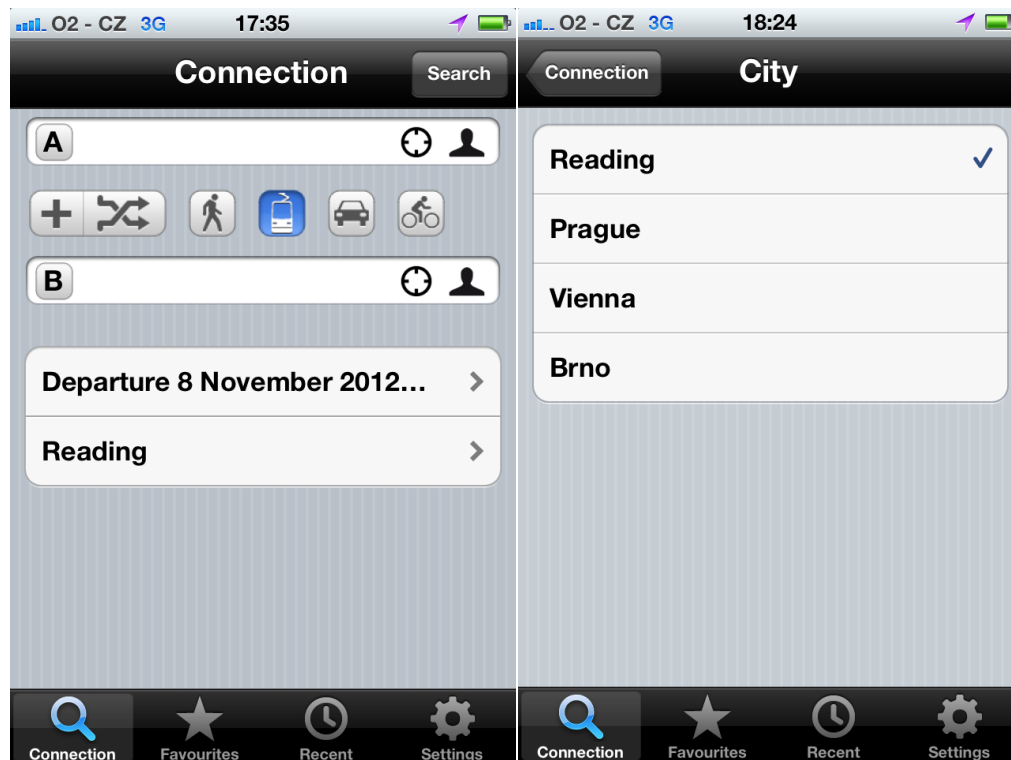 O2 - CZ 3G 17:35
Connection Search
A
B
Departure 8 November 2012...
Reading
Connection Favourites Recent Settings
O2 - CZ 3G 18:24
Connection City
Reading
Prague
Vienna
Brno
Connection Favourites Recent Settings